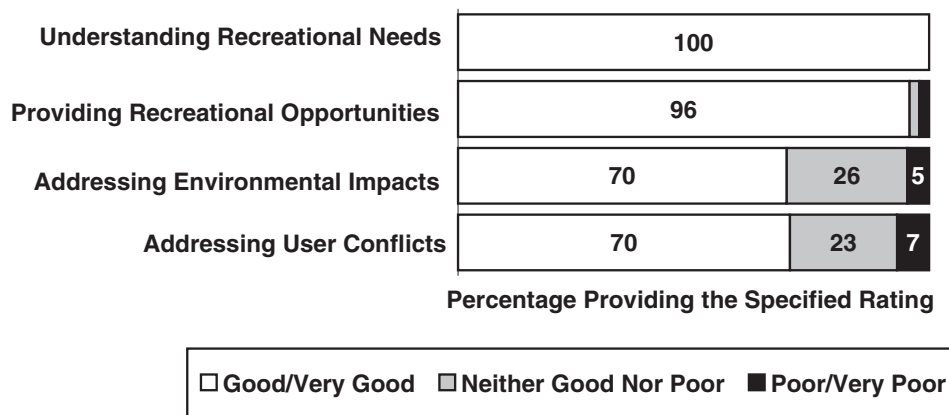 Understanding Recreational Needs 100
Providing Recreational Opportunities 96
Addressing Environmental Impacts 70 26 5
Addressing User Conflicts 70 23 7
Percentage Providing the Specified Rating
Good/Very Good Neither Good Nor Poor Poor/Very Poor